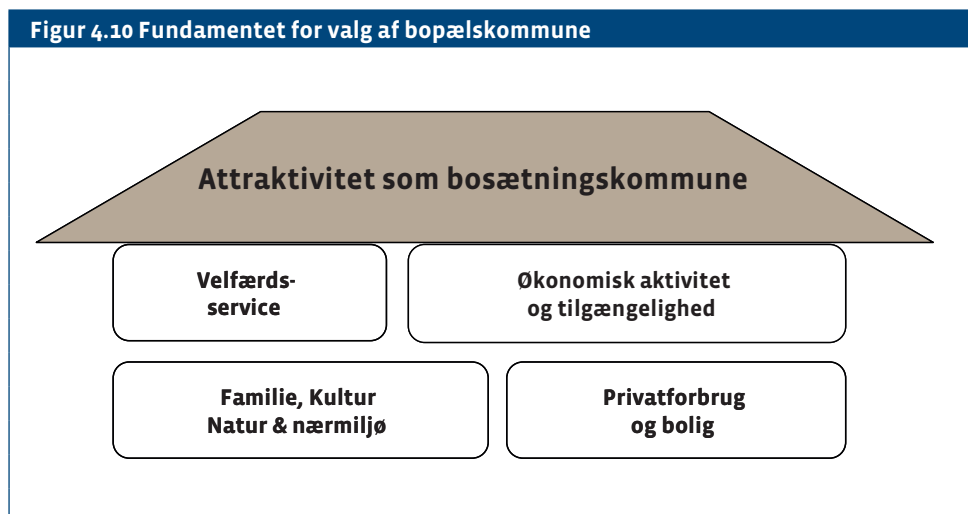 Figur 4.10 Fundamentet for valg af bopælskommune
Attraktivitet som bosætningskommune
Velfærds-
service
Økonomisk aktivitet
og tilgængelighed
Familie, Kultur
Natur & nærmiljø
Privatforbrug
og bolig